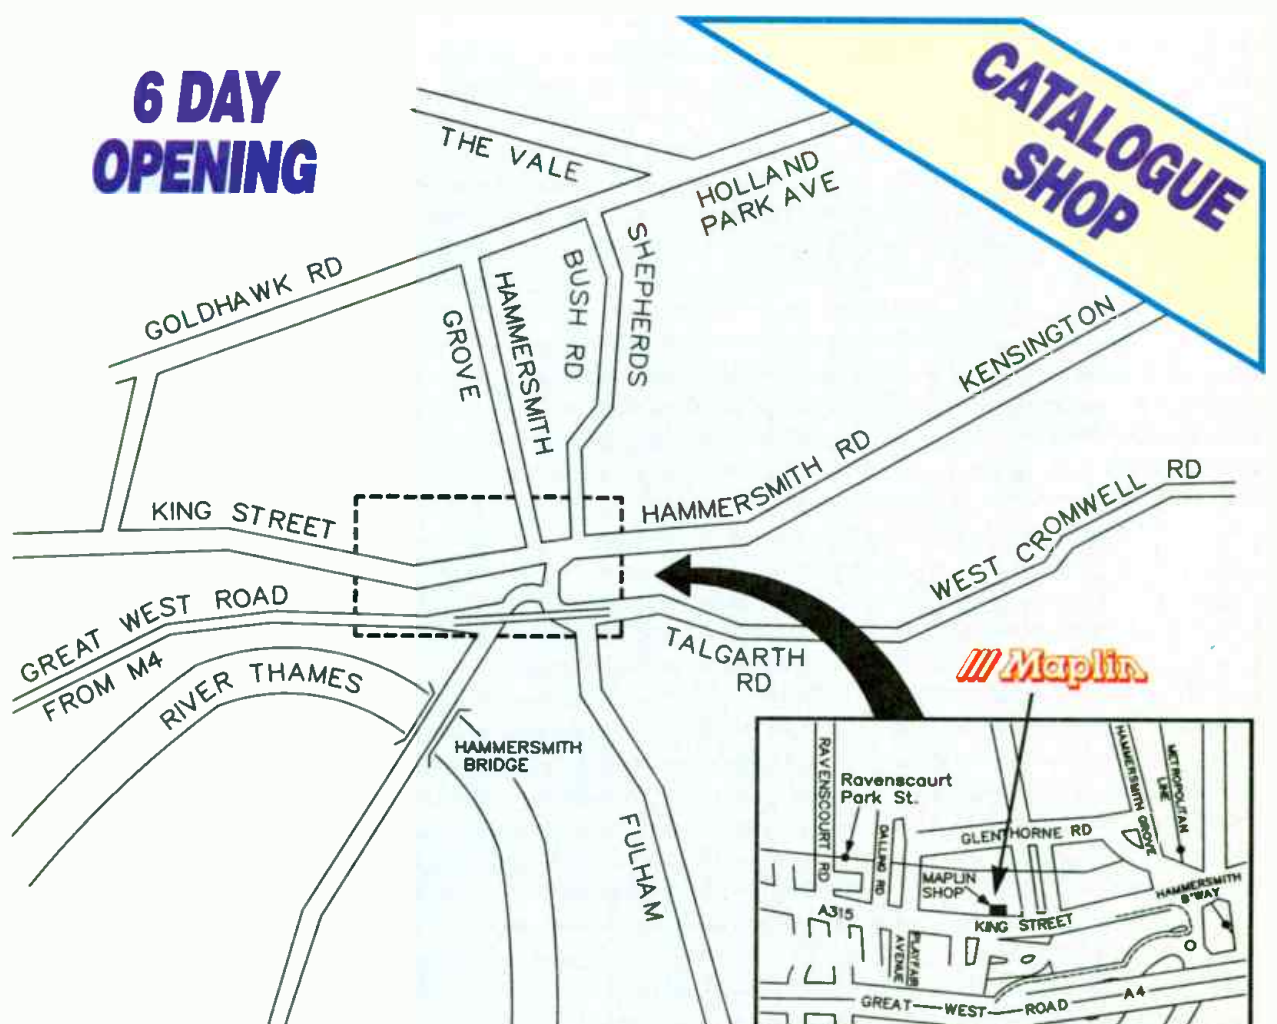 6 DAY
OPENING
CATALOGUE
SHOP
THE VALE
HOLLAND
PARK AVE
GOLDHAWK RD
SHEPHERDS
BUSH RD
HAMMERSMITH
GROVE
KENSINGTON
HAMMERSMITH RD
KING STREET
WEST CROMWELL RD
GREAT WEST ROAD
FROM M4
RIVER THAMES
TALGARTH
RD
HAMMERSMITH
BRIDGE
FULHAM
Maplin
RAVENSCOURT RD
Ravenscourt
Park St.
HAMMERSMITH GROVE
METROPOLITAN
LINE
DALLING RD
GLENTHORNE RD
MAPLIN
SHOP
HAMMERSMITH
B'WAY
A315
KING STREET
PLAYFAIR
AVENUE
GREAT WEST ROAD A4